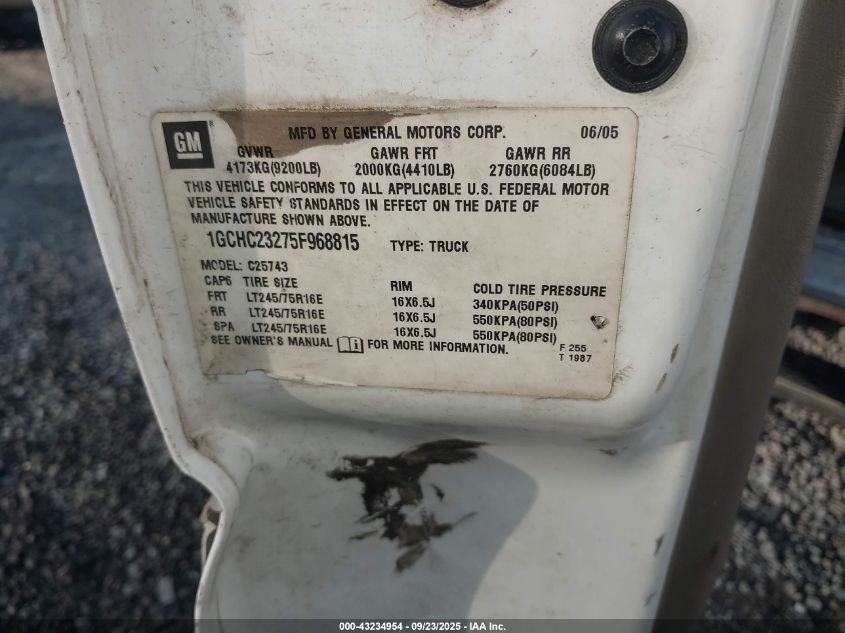 GM
MFD BY GENERAL MOTORS CORP. 06/05
GVWR GAWR FRT GAWR RR
4173KG(9200LB) 2000KG(4410LB) 2760KG(6084LB)
THIS VEHICLE CONFORMS TO ALL APPLICABLE U.S. FEDERAL MOTOR
VEHICLE SAFETY STANDARDS IN EFFECT ON THE DATE OF
MANUFACTURE SHOWN ABOVE.
1GCHC23275F968815 TYPE: TRUCK
MODEL: C25743
CAP6 TIRE SIZE RIM COLD TIRE PRESSURE
FRT LT245/75R16E 16X6.5J 340KPA(50PSI)
RR LT245/75R16E 16X6.5J 550KPA(80PSI)
SPA LT245/75R16E 16X6.5J 550KPA(80PSI)
SEE OWNER'S MANUAL FOR MORE INFORMATION. F 255
T 1987
000-43234954 - 09/23/2025 - IAA Inc.